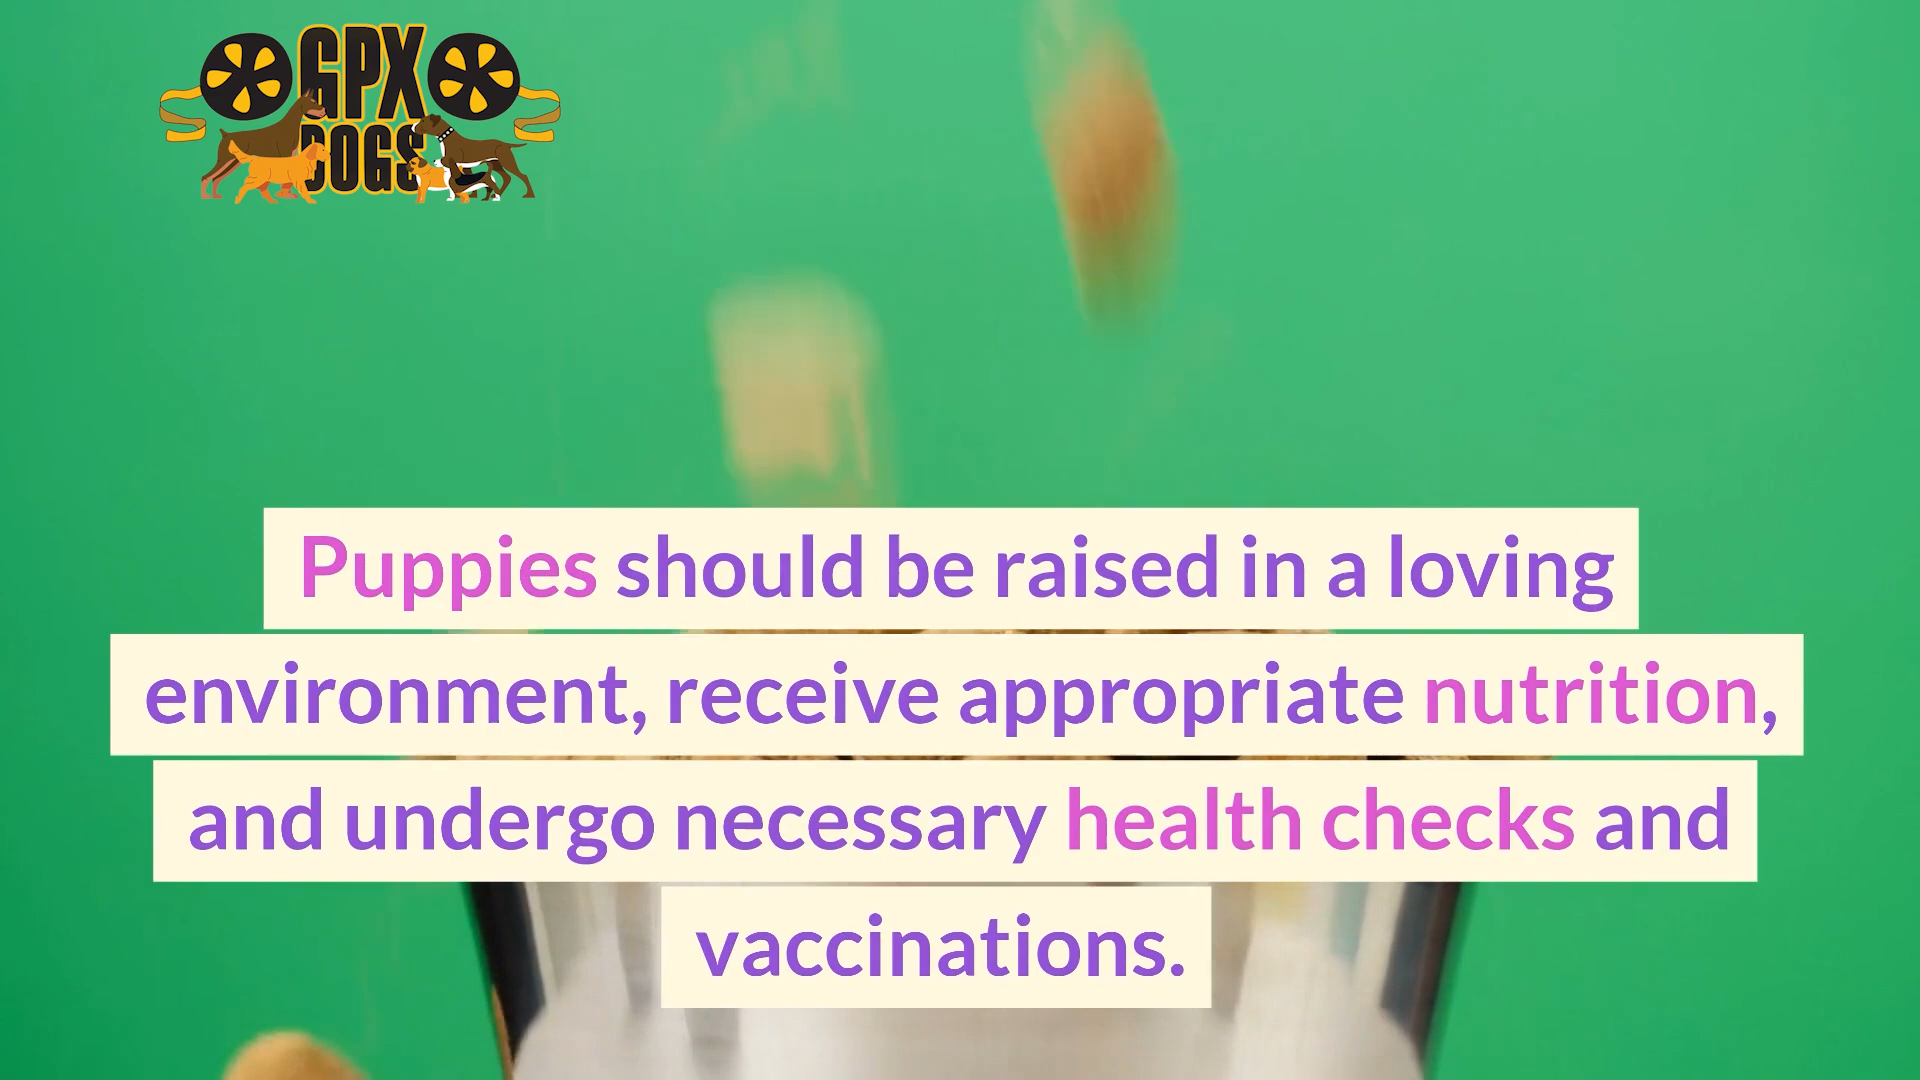 GPX
DOGS
Puppies should be raised in a loving
environment, receive appropriate nutrition,
and undergo necessary health checks and
vaccinations.